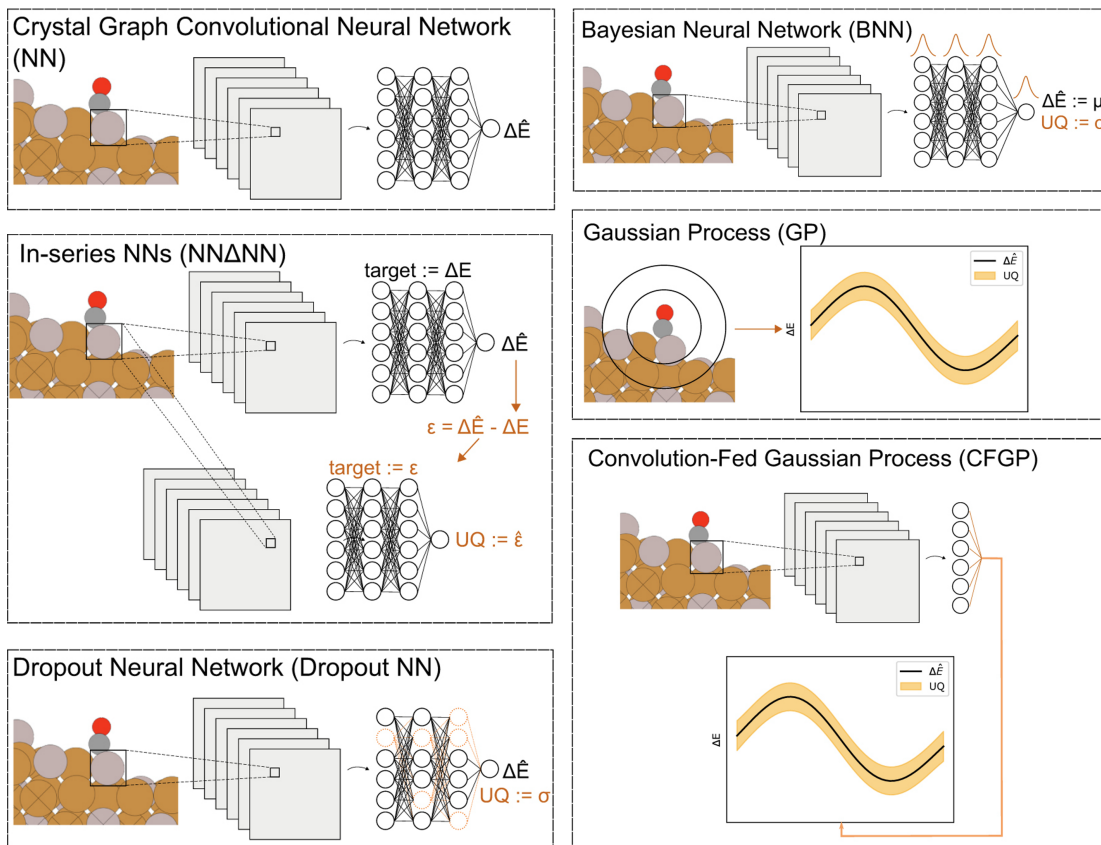 Crystal Graph Convolutional Neural Network
(NN)
ΔÊ
In-series NNs (NNΔNN)
target := ΔE
ΔÊ
ε = ΔÊ - ΔE
target := ε
UQ := ε̂
Dropout Neural Network (Dropout NN)
ΔÊ
UQ := σ
Bayesian Neural Network (BNN)
ΔÊ := μ
UQ := σ
Gaussian Process (GP)
ΔÊ
UQ
ΔE
Convolution-Fed Gaussian Process (CFGP)
ΔÊ
UQ
ΔE